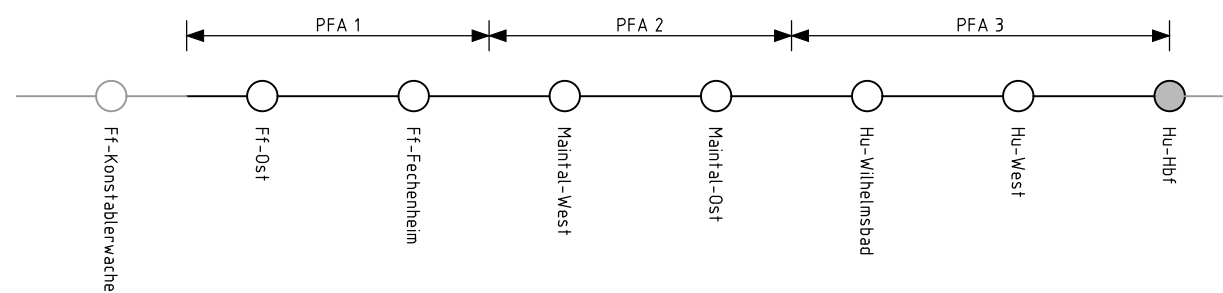 PFA 1
PFA 2
PFA 3
Ff-Konstablerwache
Ff-Ost
Ff-Fechenheim
Maintal-West
Maintal-Ost
Hu-Wilhelmsbad
Hu-West
Hu-Hbf